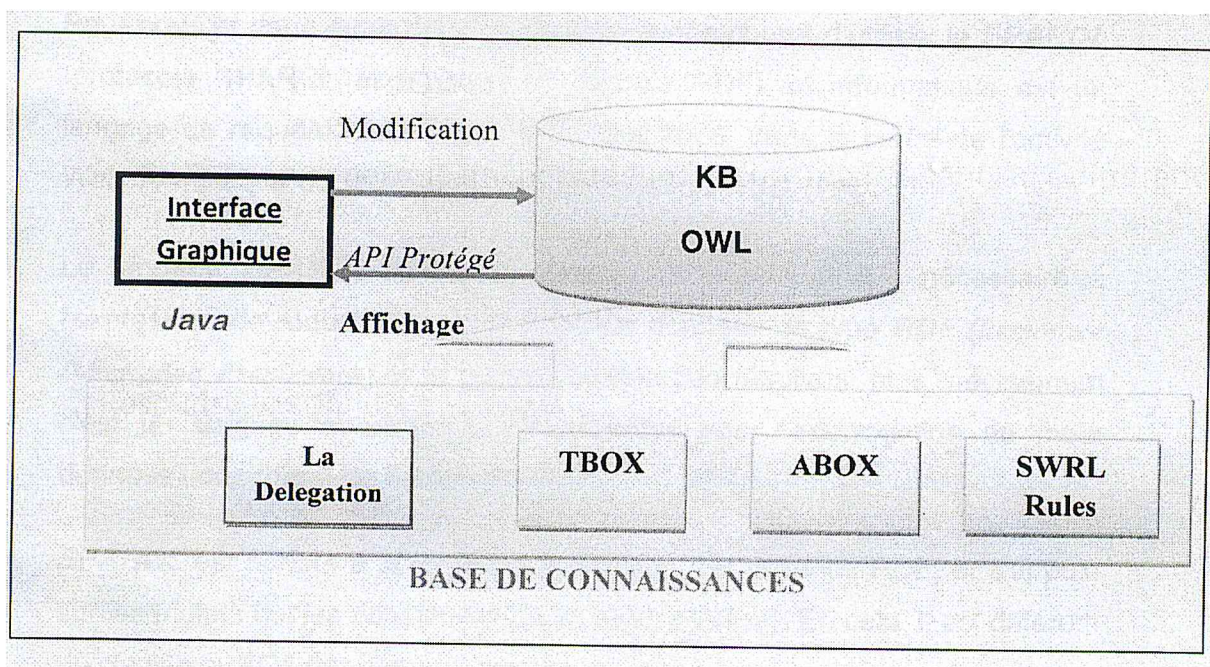 Modification
KB
OWL
Interface
Graphique
API Protégé
Java
Affichage
La
Delegation
TBOX
ABOX
SWRL
Rules
BASE DE CONNAISSANCES